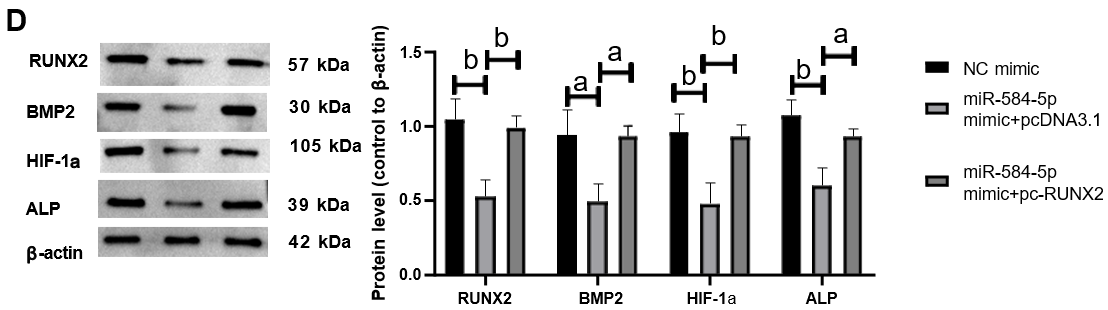 D
RUNX2
57 kDa
BMP2
30 kDa
HIF-1a
105 kDa
ALP
39 kDa
β-actin
42 kDa
Protein level (control to β-actin)
1.5
1.0
0.5
0.0
b
b
a
a
b
b
b
a
RUNX2
BMP2
HIF-1a
ALP
NC mimic
miR-584-5p
mimic+pcDNA3.1
miR-584-5p
mimic+pc-RUNX2